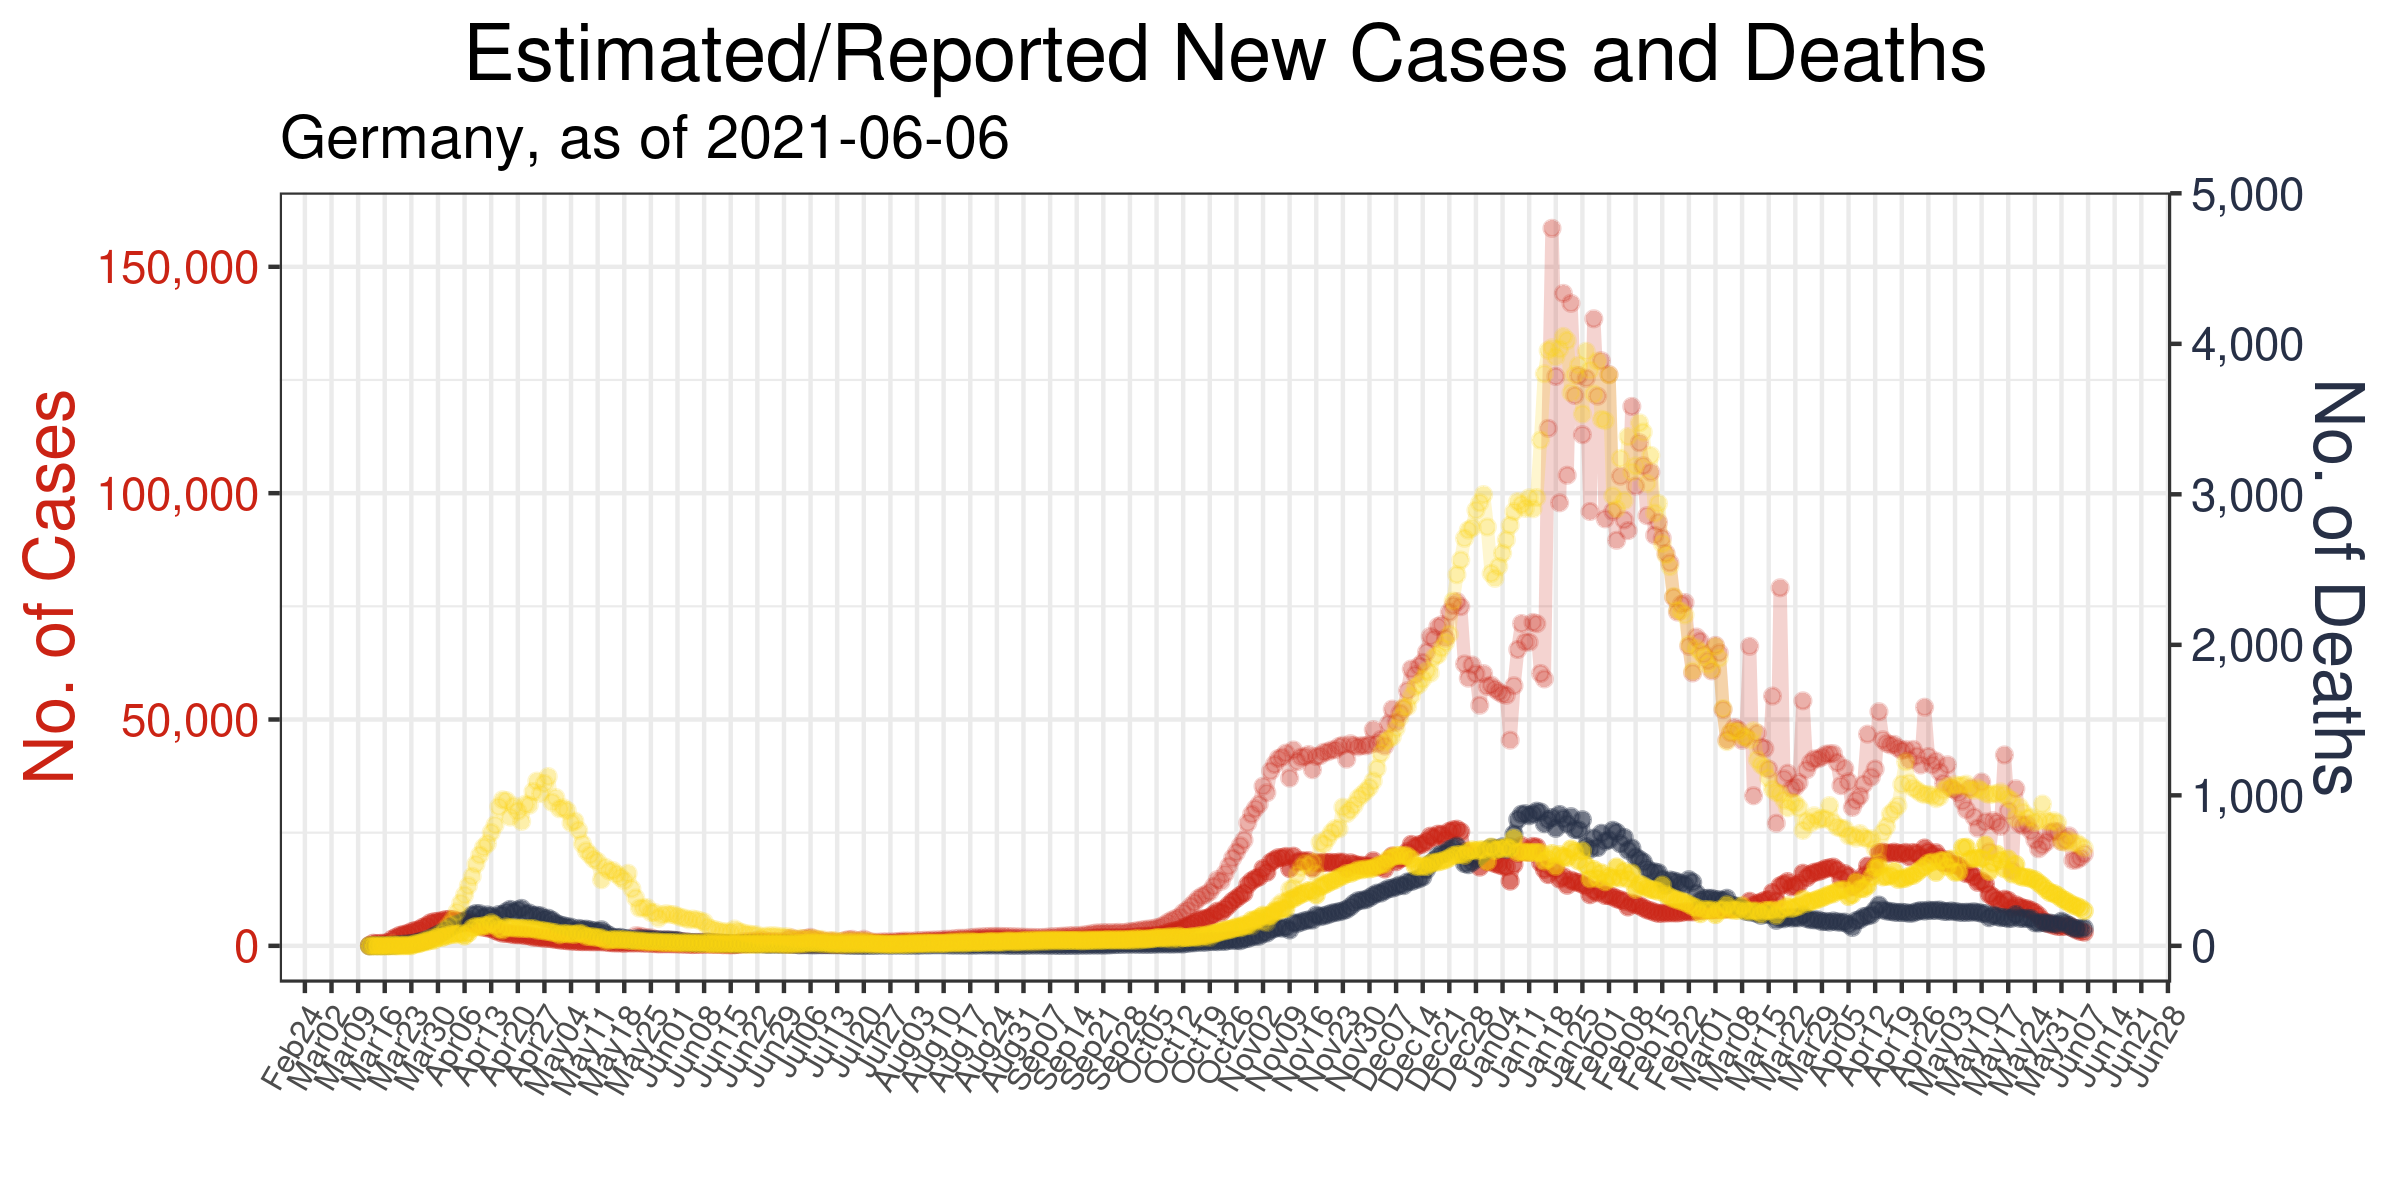 Estimated/Reported New Cases and Deaths
Germany, as of 2021-06-06
No. of Cases
150,000
100,000
50,000
0
5,000
4,000
3,000
2,000
1,000
0
No. of Deaths
Feb24
Mar02
Mar09
Mar16
Mar23
Mar30
Apr06
Apr13
Apr20
Apr27
May04
May11
May18
May25
Jun01
Jun08
Jun15
Jun22
Jun29
Jul06
Jul13
Jul20
Jul27
Aug03
Aug10
Aug17
Aug24
Aug31
Sep07
Sep14
Sep21
Sep28
Oct05
Oct12
Oct19
Oct26
Nov02
Nov09
Nov16
Nov23
Nov30
Dec07
Dec14
Dec21
Dec28
Jan04
Jan11
Jan18
Jan25
Feb01
Feb08
Feb15
Feb22
Mar01
Mar08
Mar15
Mar22
Mar29
Apr05
Apr12
Apr19
Apr26
May03
May10
May17
May24
May31
Jun07
Jun14
Jun21
Jun28